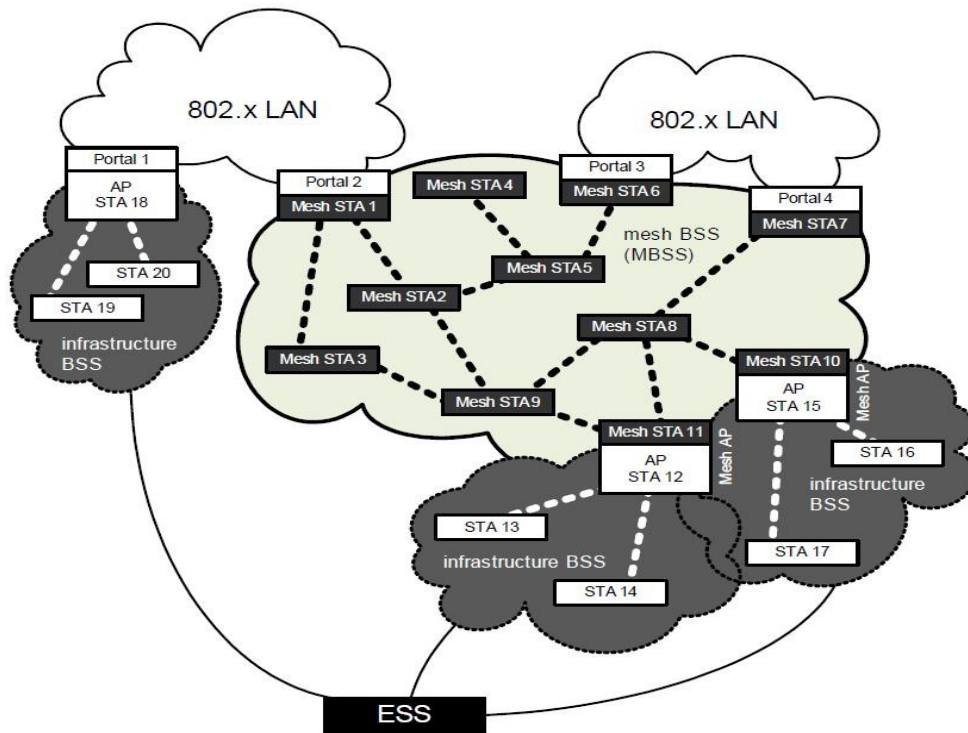 802.x LAN
802.x LAN
Portal 1
AP
STA 18
STA 20
STA 19
infrastructure
BSS
Portal 2
Mesh STA 1
Mesh STA 4
Portal 3
Mesh STA 6
Portal 4
Mesh STA7
mesh BSS
(MBSS)
Mesh STA5
Mesh STA2
Mesh STA8
Mesh STA 3
Mesh STA9
Mesh STA10
AP
STA 15
Mesh AP
Mesh STA 11
AP
STA 12
Mesh AP
STA 16
infrastructure
BSS
STA 17
STA 13
infrastructure BSS
STA 14
ESS